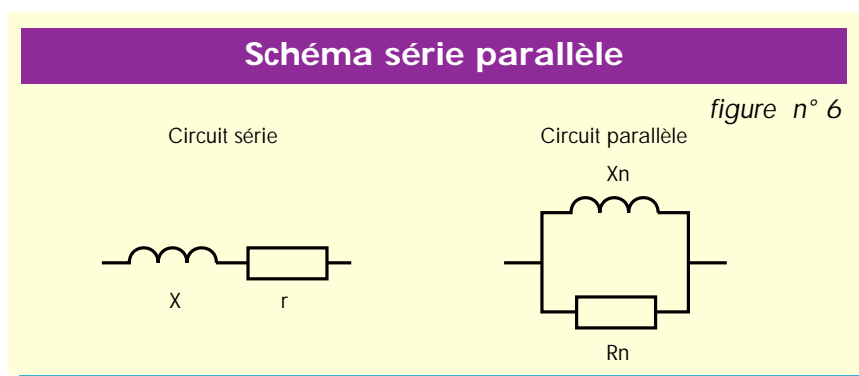 Schéma série parallèle
figure n° 6
Circuit série
Circuit parallèle
Xn
X
r
Rn